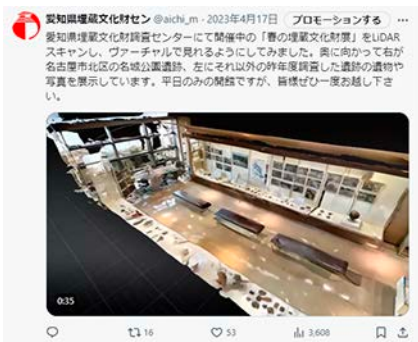 愛知県埋蔵文化財セン @aichi_m · 2023年4月17日 プロモーションする
愛知県埋蔵文化財調査センターにて開催中の「春の埋蔵文化財展」をLiDAR
スキャンし、ヴァーチャルで見れるようにしてみました。奥に向かって右が
名古屋市北区の名城公園遺跡、左にそれ以外の昨年度調査した遺跡の遺物や
写真を展示しています。平日のみの開館ですが、皆様ぜひ一度お越し下さ
い。
0:35
16 53 3,608